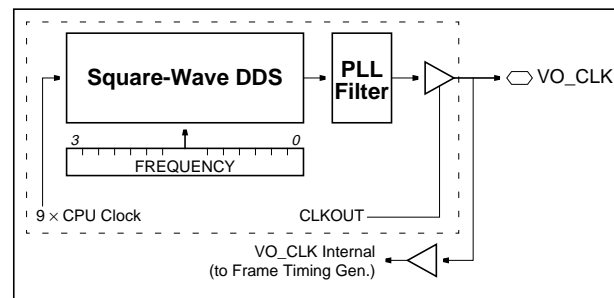 Square-Wave DDS
PLL
Filter
VO_CLK
3
0
FREQUENCY
9 × CPU Clock
CLKOUT
VO_CLK Internal
(to Frame Timing Gen.)